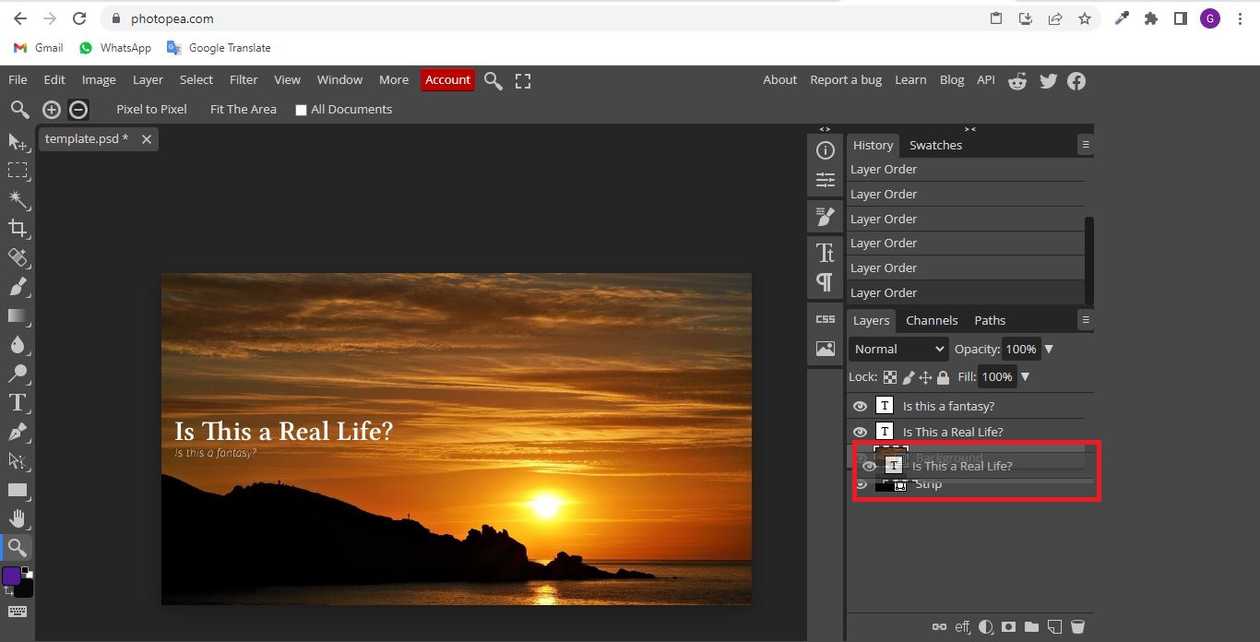 photopea.com
G
Gmail WhatsApp Google Translate
File Edit Image Layer Select Filter View Window More Account About Report a bug Learn Blog API
Pixel to Pixel Fit The Area All Documents
template.psd *
History Swatches
Layer Order
Layer Order
Layer Order
Layer Order
Layer Order
Layer Order
CSS
Layers Channels Paths
Normal Opacity: 100%
Lock: Fill: 100%
T Is this a fantasy?
T Is This a Real Life?
Background
T Is This a Real Life?
Strip
Is This a Real Life?
Is this a fantasy?
eff